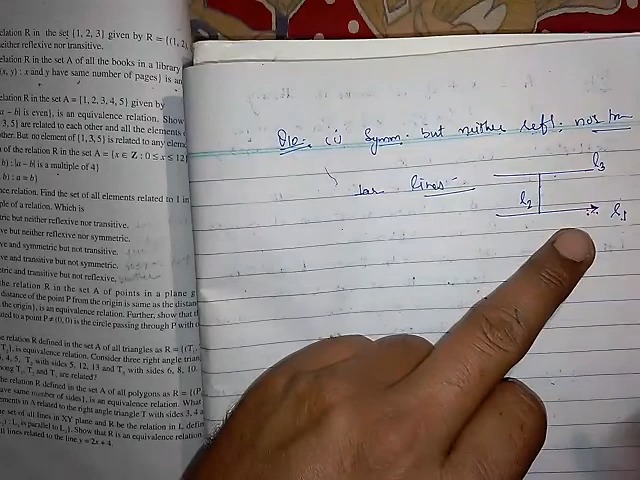 elation R in the set {1, 2, 3} given by R = {(1, 2),
either reflexive nor transitive.
elation R in the set A of all the books in a library
x, y) : x and y have same number of pages} is an
elation R in the set A = {1, 2, 3, 4, 5} given by
a – b| is even}, is an equivalence relation. Show
3, 5} are related to each other and all the elements
other. But no element of {1, 3, 5} is related to any eleme
of the relation R in the set A = {x ∈ Z : 0 ≤ x ≤ 12}
b) : |a – b| is a multiple of 4}
b) : a = b}
nce relation. Find the set of all elements related to 1 in
ple of a relation. Which is
tric but neither reflexive nor transitive.
ve but neither reflexive nor symmetric.
ve and symmetric but not transitive.
ve and transitive but not symmetric.
etric and transitive but not reflexive.
the relation R in the set A of points in a plane g
distance of the point P from the origin is same as the distan
the origin}, is an equivalence relation. Further, show that t
ated to a point P ≠ (0, 0) is the circle passing through P with o
e relation R defined in the set A of all triangles as R = {(T
T₂}, is equivalence relation. Consider three right angle trian
4, 5, T₂ with sides 5, 12, 13 and T₃ with sides 6, 8, 10.
ong T₁, T₂ and T₃ are related?
he relation R defined in the set A of all polygons as R = {(P
ave same number of sides}, is an equivalence relation. What
ements in A related to the right angle triangle T with sides 3, 4 a
e set of all lines in XY plane and R be the relation in L defin
) : L₁ is parallel to L₂}. Show that R is an equivalence relation
ll lines related to the line y = 2x + 4.
Q10. (i) Symm. but neither refl. nor tra
lar lines
l₃
l₂
l₁